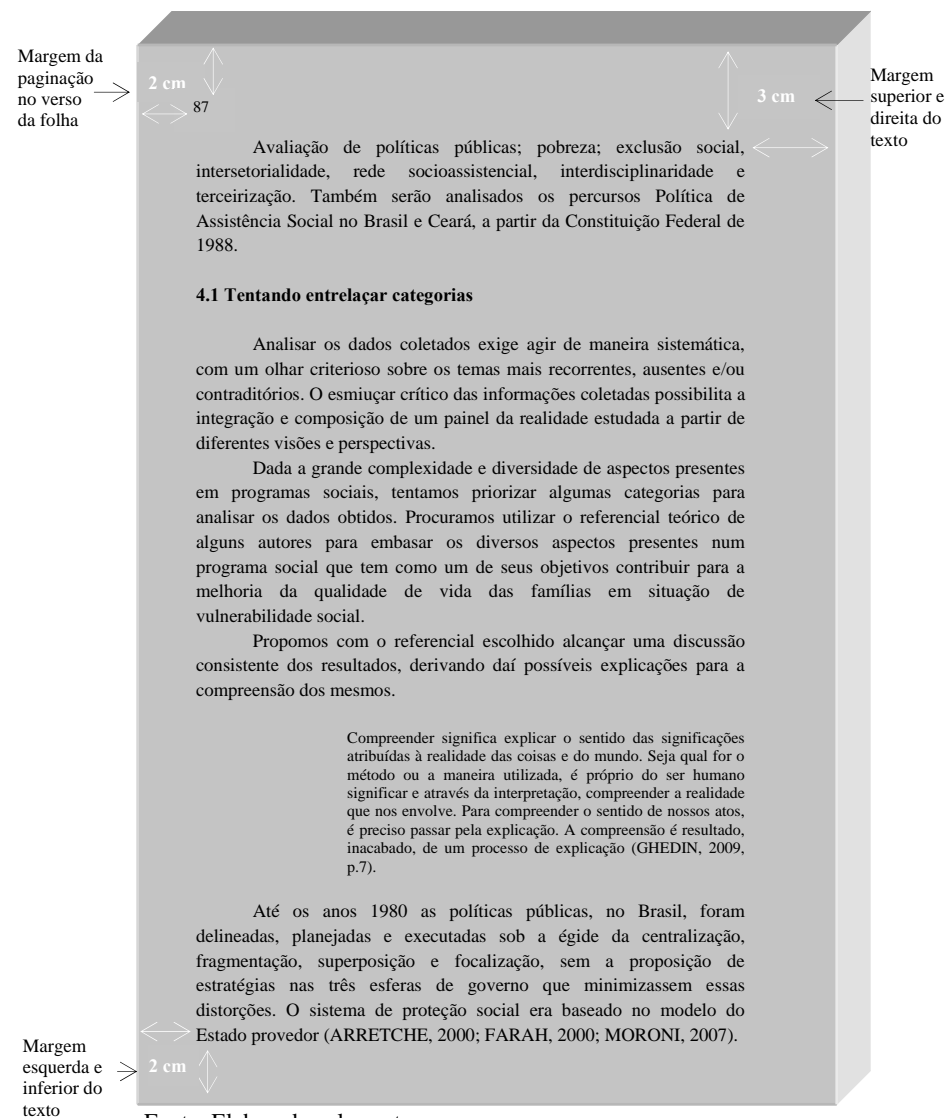 Margem da
paginação
no verso
da folha
2 cm
87
3 cm
Margem
superior e
direita do
texto
Avaliação de políticas públicas; pobreza; exclusão social,
intersetorialidade, rede socioassistencial, interdisciplinaridade e
terceirização. Também serão analisados os percursos Política de
Assistência Social no Brasil e Ceará, a partir da Constituição Federal de
1988.
4.1 Tentando entrelaçar categorias
Analisar os dados coletados exige agir de maneira sistemática,
com um olhar criterioso sobre os temas mais recorrentes, ausentes e/ou
contraditórios. O esmiuçar crítico das informações coletadas possibilita a
integração e composição de um painel da realidade estudada a partir de
diferentes visões e perspectivas.
Dada a grande complexidade e diversidade de aspectos presentes
em programas sociais, tentamos priorizar algumas categorias para
analisar os dados obtidos. Procuramos utilizar o referencial teórico de
alguns autores para embasar os diversos aspectos presentes num
programa social que tem como um de seus objetivos contribuir para a
melhoria da qualidade de vida das famílias em situação de
vulnerabilidade social.
Propomos com o referencial escolhido alcançar uma discussão
consistente dos resultados, derivando daí possíveis explicações para a
compreensão dos mesmos.
Compreender significa explicar o sentido das significações
atribuídas à realidade das coisas e do mundo. Seja qual for o
método ou a maneira utilizada, é próprio do ser humano
significar e através da interpretação, compreender a realidade
que nos envolve. Para compreender o sentido de nossos atos,
é preciso passar pela explicação. A compreensão é resultado,
inacabado, de um processo de explicação (GHEDIN, 2009,
p.7).
Até os anos 1980 as políticas públicas, no Brasil, foram
delineadas, planejadas e executadas sob a égide da centralização,
fragmentação, superposição e focalização, sem a proposição de
estratégias nas três esferas de governo que minimizassem essas
distorções. O sistema de proteção social era baseado no modelo do
Estado provedor (ARRETCHE, 2000; FARAH, 2000; MORONI, 2007).
Margem
esquerda e
inferior do
texto
2 cm